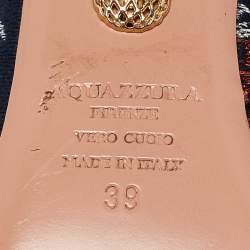 AQUAZZURA
FIRENZE
VERO CUOIO
MADE IN ITALY
39